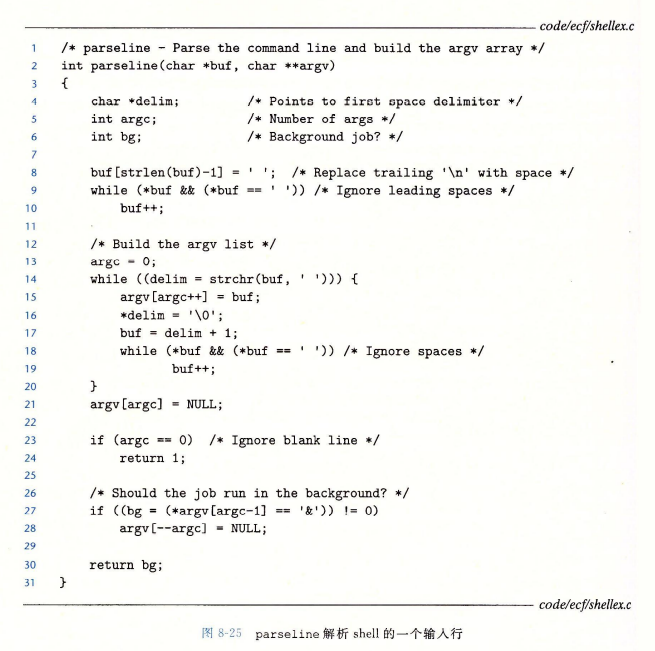 code/ecf/shellex.c
1 /* parseline - Parse the command line and build the argv array */
2 int parseline(char *buf, char **argv)
3 {
4     char *delim;          /* Points to first space delimiter */
5     int argc;             /* Number of args */
6     int bg;               /* Background job? */
7
8     buf[strlen(buf)-1] = ' ';  /* Replace trailing '\n' with space */
9     while (*buf && (*buf == ' ')) /* Ignore leading spaces */
10         buf++;
11
12     /* Build the argv list */
13     argc = 0;
14     while ((delim = strchr(buf, ' '))) {
15         argv[argc++] = buf;
16         *delim = '\0';
17         buf = delim + 1;
18         while (*buf && (*buf == ' ')) /* Ignore spaces */
19                buf++;
20     }
21     argv[argc] = NULL;
22
23     if (argc == 0)  /* Ignore blank line */
24         return 1;
25
26     /* Should the job run in the background? */
27     if ((bg = (*argv[argc-1] == '&')) != 0)
28         argv[--argc] = NULL;
29
30     return bg;
31 }
code/ecf/shellex.c
图 8-25 parseline 解析 shell 的一个输入行